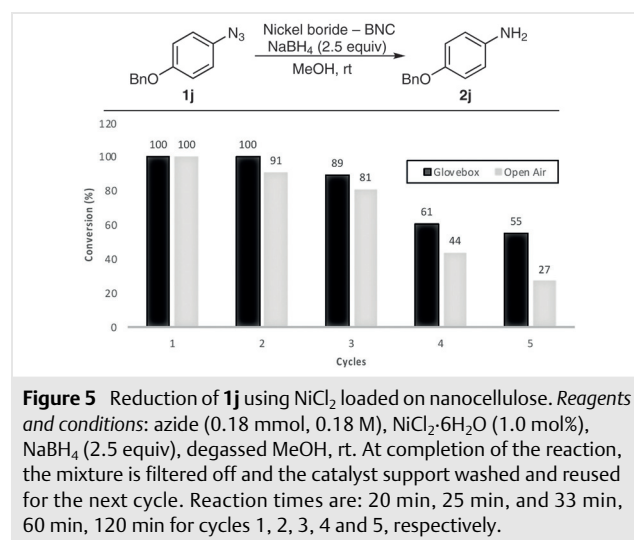 N₃
Nickel boride – BNC
NaBH₄ (2.5 equiv)
MeOH, rt
NH₂
BnO
BnO
1j
2j
120
100
80
60
40
20
0
Conversion (%)
100 100
100
91
89
81
61
44
55
27
Glovebox
Open Air
1
2
3
4
5
Cycles
Figure 5 Reduction of 1j using NiCl₂ loaded on nanocellulose. Reagents
and conditions: azide (0.18 mmol, 0.18 M), NiCl₂·6H₂O (1.0 mol%),
NaBH₄ (2.5 equiv), degassed MeOH, rt. At completion of the reaction,
the mixture is filtered off and the catalyst support washed and reused
for the next cycle. Reaction times are: 20 min, 25 min, and 33 min,
60 min, 120 min for cycles 1, 2, 3, 4 and 5, respectively.